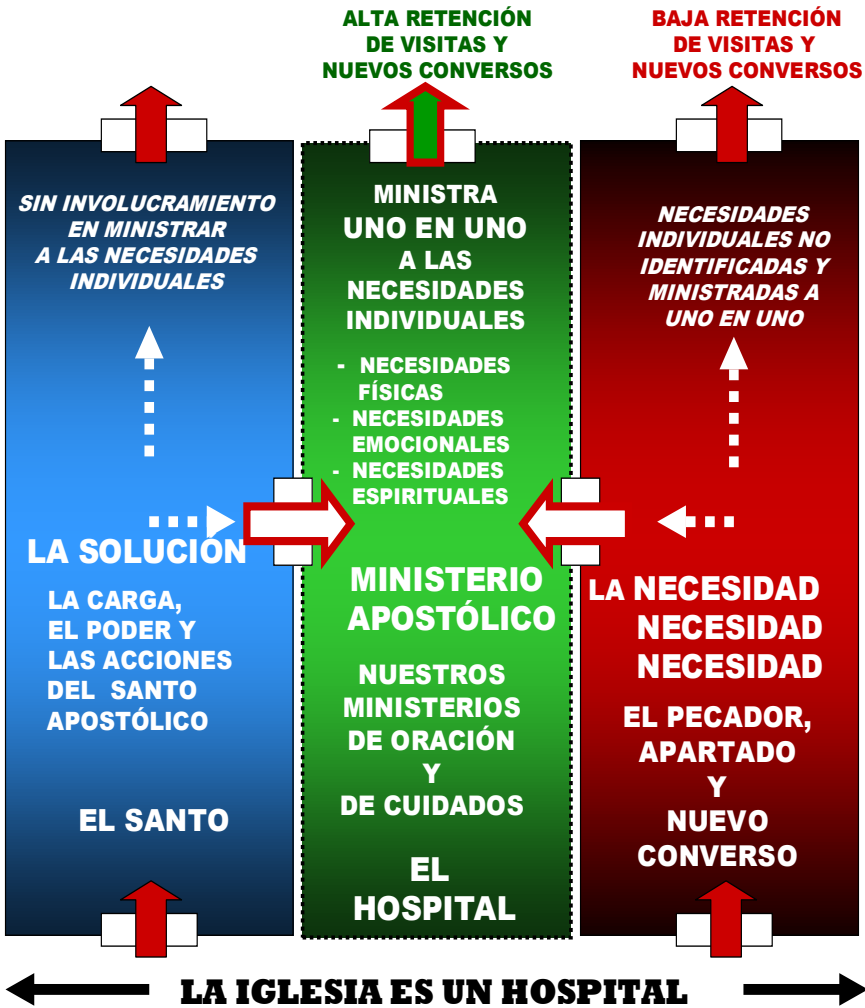 ALTA RETENCIÓN
DE VISITAS Y
NUEVOS CONVERSOS
BAJA RETENCIÓN
DE VISITAS Y
NUEVOS CONVERSOS
SIN INVOLUCRAMIENTO
EN MINISTRAR
A LAS NECESIDADES
INDIVIDUALES
LA SOLUCIÓN
LA CARGA,
EL PODER Y
LAS ACCIONES
DEL SANTO
APOSTÓLICO
EL SANTO
MINISTRA
UNO EN UNO
A LAS
NECESIDADES
INDIVIDUALES
- NECESIDADES
FÍSICAS
- NECESIDADES
EMOCIONALES
- NECESIDADES
ESPIRITUALES
MINISTERIO
APOSTÓLICO
NUESTROS
MINISTERIOS
DE ORACIÓN
Y
DE CUIDADOS
EL
HOSPITAL
NECESIDADES
INDIVIDUALES NO
IDENTIFICADAS Y
MINISTRADAS A
UNO EN UNO
LA NECESIDAD
NECESIDAD
NECESIDAD
EL PECADOR,
APARTADO
Y
NUEVO
CONVERSO
LA IGLESIA ES UN HOSPITAL